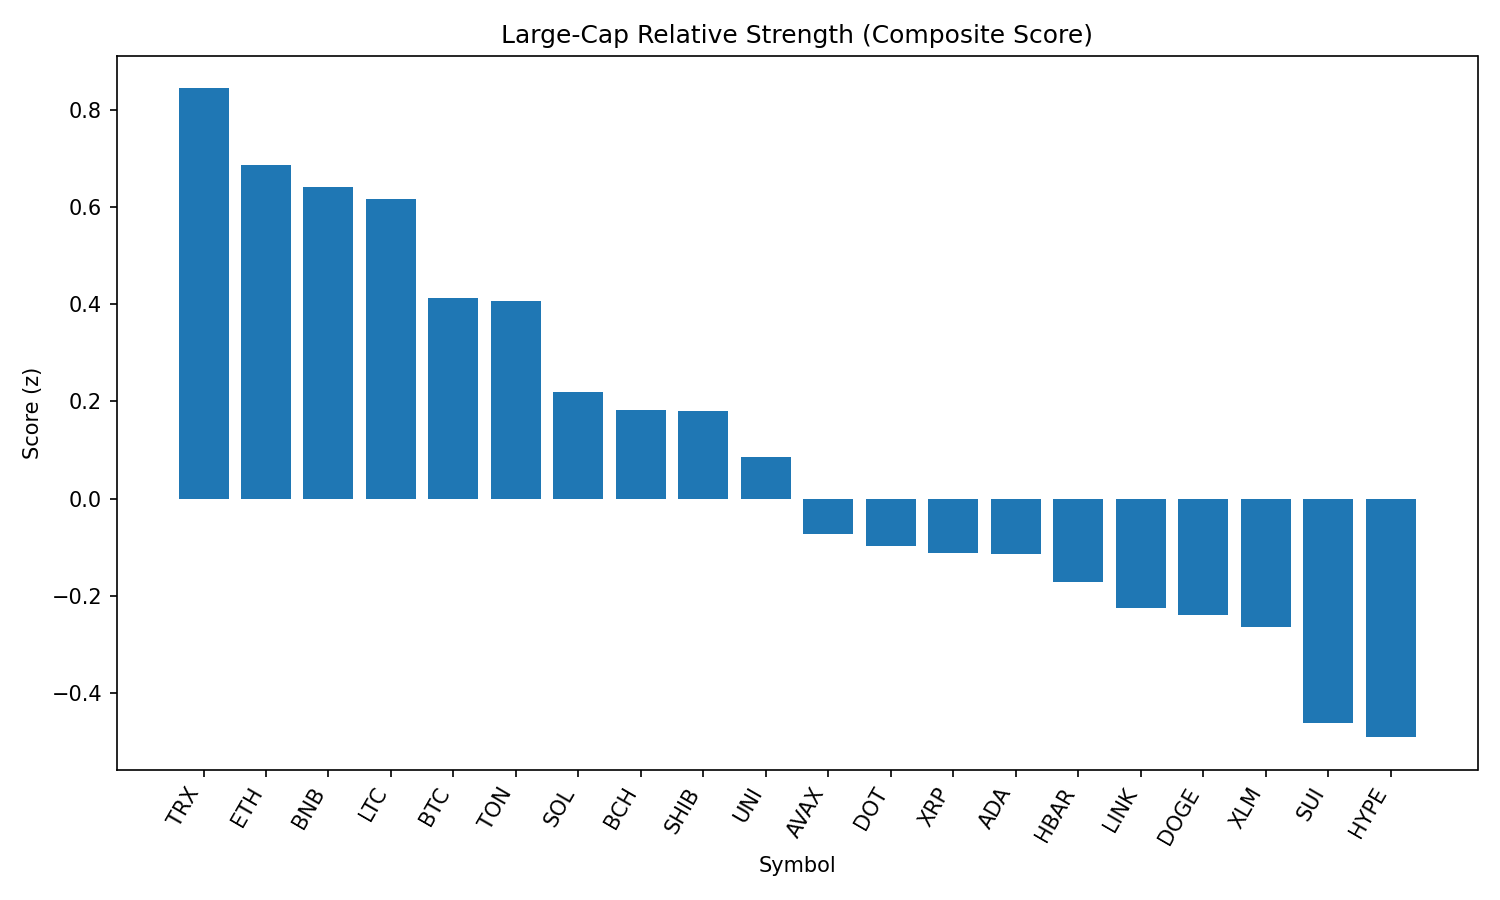 Large-Cap Relative Strength (Composite Score)
0.8
0.6
0.4
0.2
0.0
−0.2
−0.4
Score (z)
TRX
ETH
BNB
LTC
BTC
TON
SOL
BCH
SHIB
UNI
AVAX
DOT
XRP
ADA
HBAR
LINK
DOGE
XLM
SUI
HYPE
Symbol